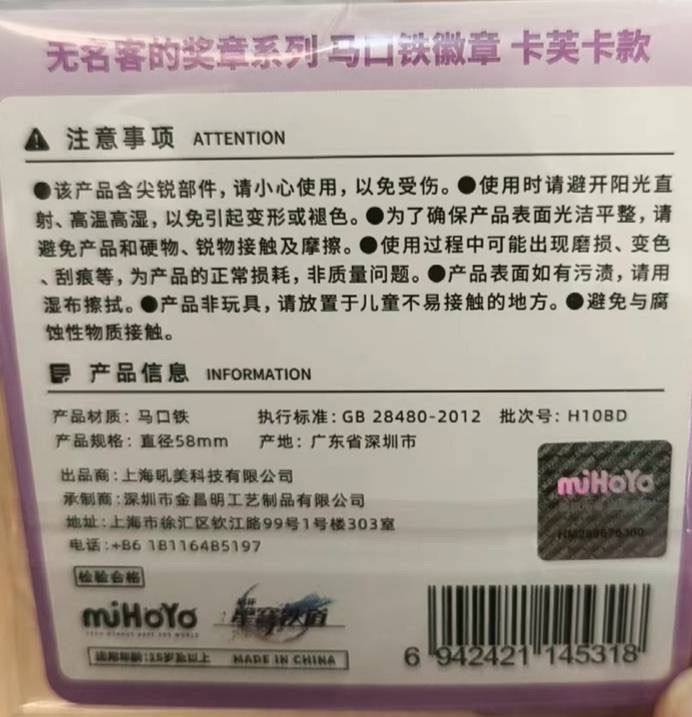 无名客的奖章系列 马口铁徽章 卡芙卡款
注意事项 ATTENTION
●该产品含尖锐部件，请小心使用，以免受伤。●使用时请避开阳光直
射、高温高湿，以免引起变形或褪色。●为了确保产品表面光洁平整，请
避免产品和硬物、锐物接触及摩擦。●使用过程中可能出现磨损、变色
、刮痕等，为产品的正常损耗，非质量问题。●产品表面如有污渍，请用
湿布擦拭。●产品非玩具，请放置于儿童不易接触的地方。●避免与腐
蚀性物质接触。
产品信息 INFORMATION
产品材质：马口铁 执行标准：GB 28480-2012 批次号：H10BD
产品规格：直径58mm 产地：广东省深圳市
出品商：上海吼美科技有限公司
承制商：深圳市金昌明工艺制品有限公司
地址：上海市徐汇区钦江路99号1号楼303室
电话：+86 18116485197
miHoYo
检验合格
miHoYo
TECH OTAKUS SAVE THE WORLD
崩坏
星穹铁道
适用年龄：15岁及以上 MADE IN CHINA
6 942421 145318